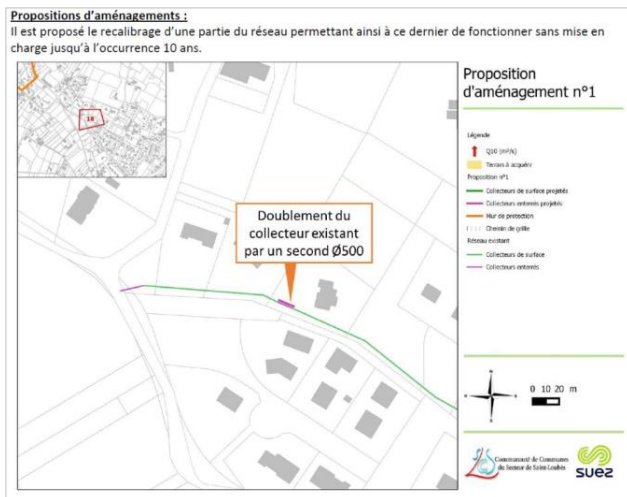 Propositions d’aménagements :
Il est proposé le recalibrage d’une partie du réseau permettant ainsi à ce dernier de fonctionner sans mise en
charge jusqu’à l’occurrence 10 ans.
18
Doublement du
collecteur existant
par un second Ø500
Proposition
d'aménagement n°1
Légende
Q10 (m³/s)
Terrain à acquérir
Proposition n°1
Collecteurs de surface projetés
Collecteurs enterrés projetés
Mur de protection
Chemin de grille
Réseau existant
Collecteurs de surface
Collecteurs enterrés
0 10 20 m
Communauté de Communes
du Secteur de Saint-Loubès
suez